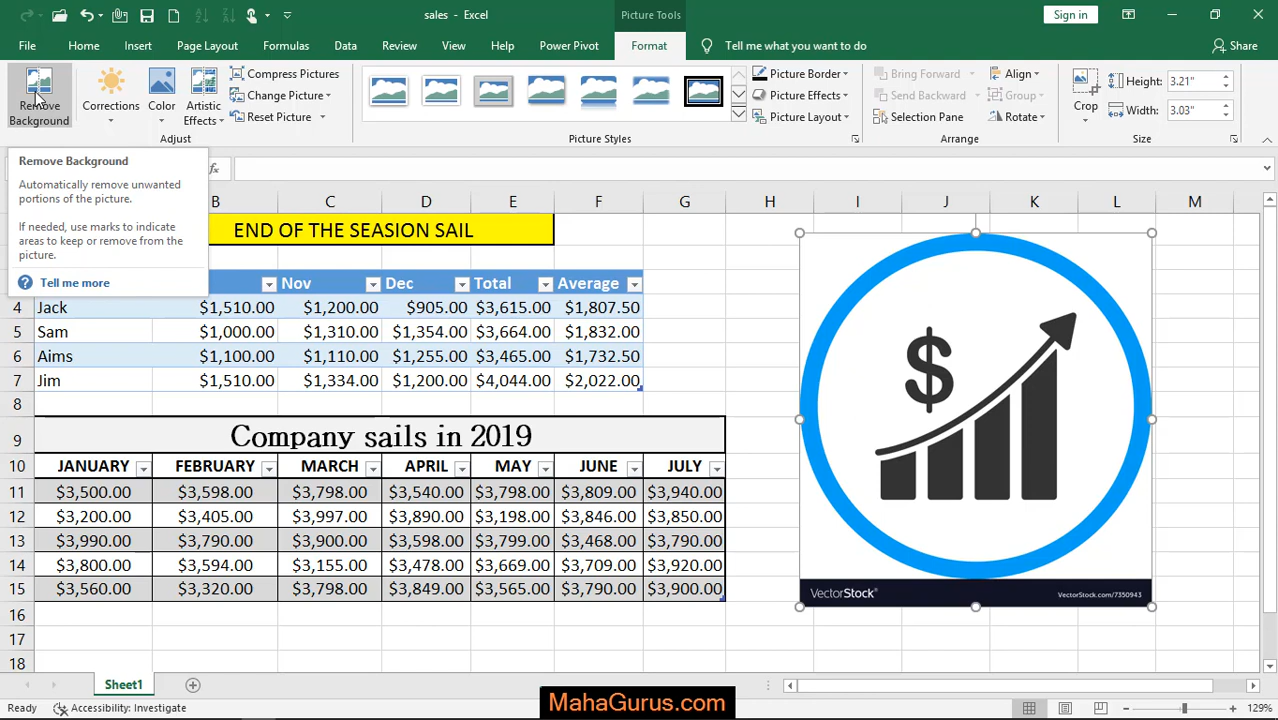 sales - Excel
Picture Tools
Sign in
File
Home
Insert
Page Layout
Formulas
Data
Review
View
Help
Power Pivot
Format
Tell me what you want to do
Share
Remove Background
Corrections
Color
Artistic Effects
Compress Pictures
Change Picture
Reset Picture
Picture Border
Picture Effects
Picture Layout
Bring Forward
Send Backward
Selection Pane
Align
Group
Rotate
Crop
Height: 3.21"
Width: 3.03"
Adjust
Picture Styles
Arrange
Size
Remove Background
Automatically remove unwanted
portions of the picture.
If needed, use marks to indicate
areas to keep or remove from the
picture.
? Tell me more
fx
B C D E F G H I J K L M
END OF THE SEASION SAIL
Nov Dec Total Average
4 Jack $1,510.00 $1,200.00 $905.00 $3,615.00 $1,807.50
5 Sam $1,000.00 $1,310.00 $1,354.00 $3,664.00 $1,832.00
6 Aims $1,100.00 $1,110.00 $1,255.00 $3,465.00 $1,732.50
7 Jim $1,510.00 $1,334.00 $1,200.00 $4,044.00 $2,022.00
8
9 Company sails in 2019
10 JANUARY FEBRUARY MARCH APRIL MAY JUNE JULY
11 $3,500.00 $3,598.00 $3,798.00 $3,540.00 $3,798.00 $3,809.00 $3,940.00
12 $3,200.00 $3,405.00 $3,997.00 $3,890.00 $3,198.00 $3,846.00 $3,850.00
13 $3,990.00 $3,790.00 $3,900.00 $3,598.00 $3,799.00 $3,468.00 $3,790.00
14 $3,800.00 $3,594.00 $3,155.00 $3,478.00 $3,669.00 $3,709.00 $3,920.00
15 $3,560.00 $3,320.00 $3,798.00 $3,849.00 $3,565.00 $3,790.00 $3,900.00
16
17
18
$
VectorStock®
VectorStock.com/7350943
Sheet1
Ready
Accessibility: Investigate
MahaGurus.com
129%